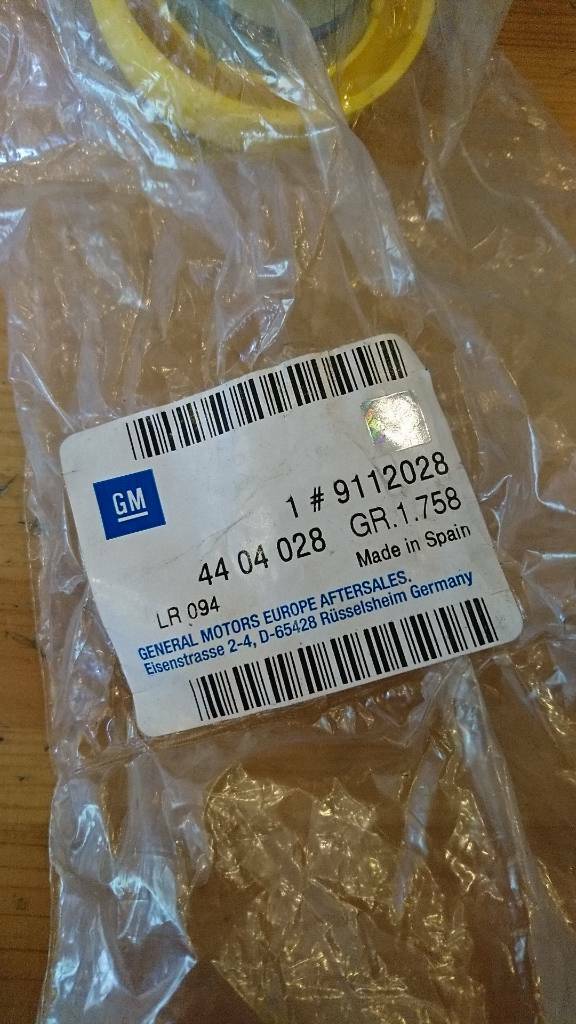 GM
1 # 9112028
44 04 028 GR.1.758
LR 094 Made in Spain
GENERAL MOTORS EUROPE AFTERSALES.
Eisenstrasse 2-4, D-65428 Rüsselsheim Germany